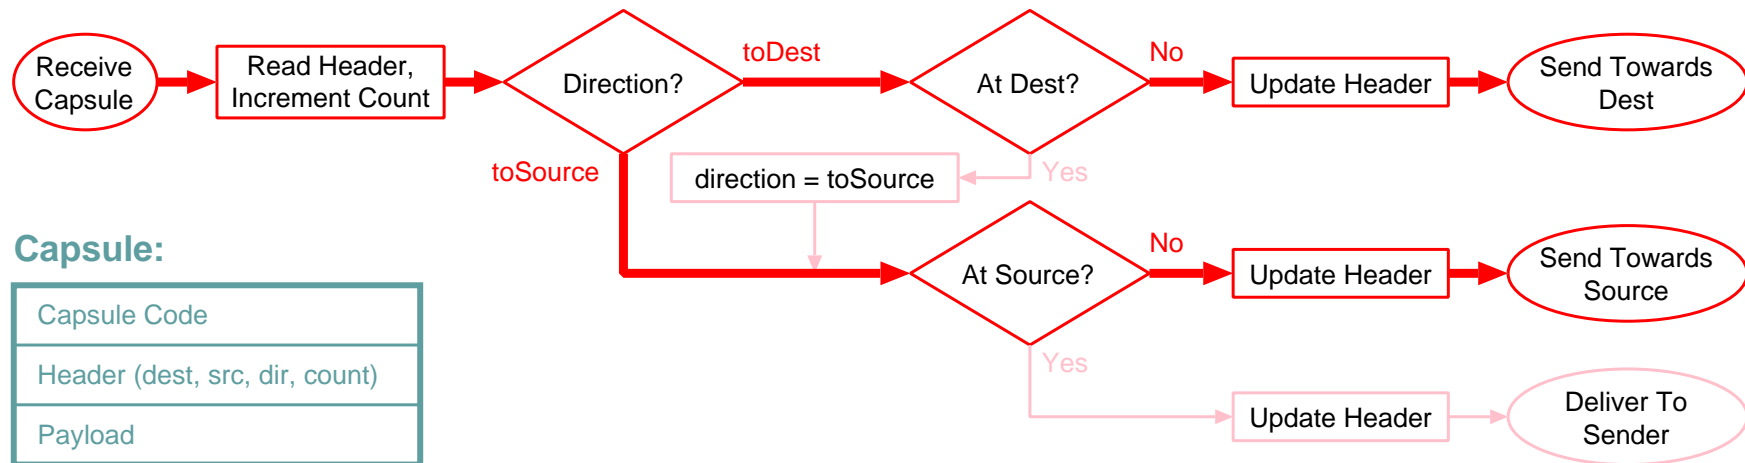 Receive
Capsule
Read Header,
Increment Count
Direction?
toDest
At Dest?
No
Update Header
Send Towards
Dest
toSource
direction = toSource
Yes
At Source?
No
Update Header
Send Towards
Source
Yes
Update Header
Deliver To
Sender
Capsule:
Capsule Code
Header (dest, src, dir, count)
Payload